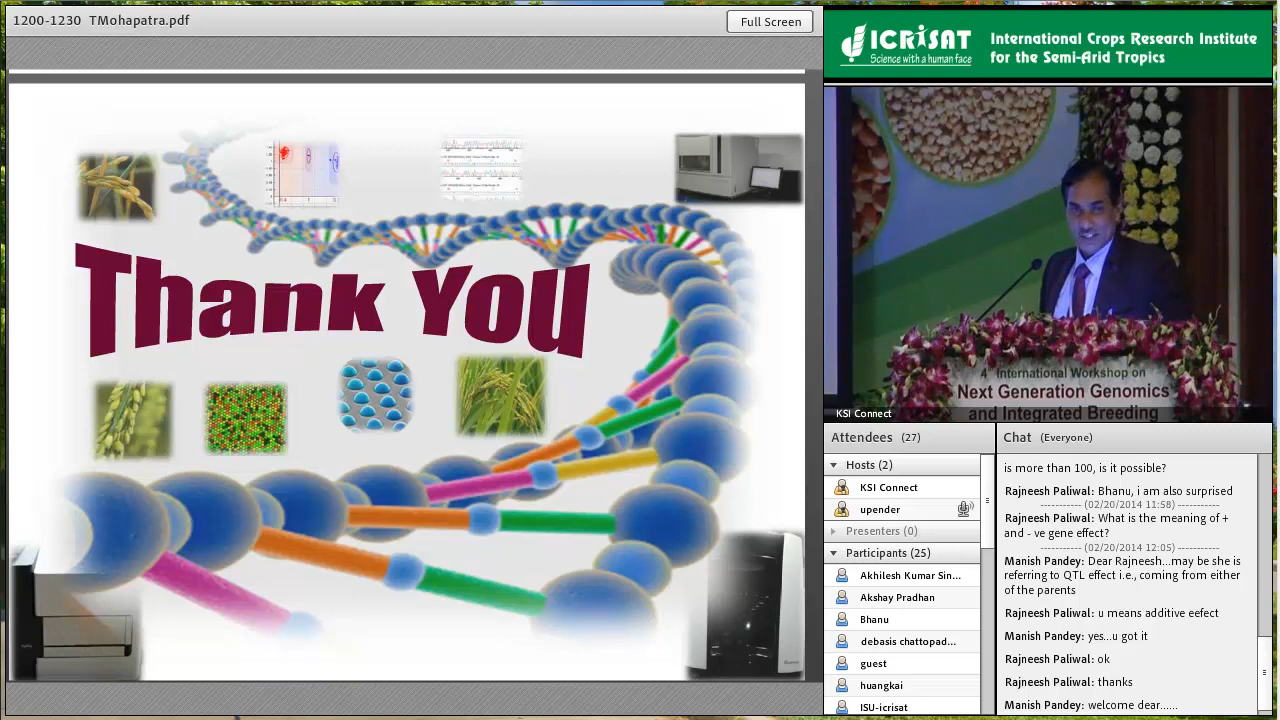 1200-1230 TMohapatra.pdf
Full Screen
ICRISAT
Science with a human face
International Crops Research Institute
for the Semi-Arid Tropics
Thank You
4th International Workshop on
Next Generation Genomics
and Integrated Breeding
KSI Connect
Attendees (27)
Hosts (2)
KSI Connect
upender
Presenters (0)
Participants (25)
Akhilesh Kumar Sin...
Akshay Pradhan
Bhanu
debasis chattopad...
guest
huangkai
ISU-icrisat
Chat (Everyone)
is more than 100, is it possible?
Rajneesh Paliwal: Bhanu, i am also surprised
----------- (02/20/2014 11:58) -----------
Rajneesh Paliwal: What is the meaning of +
and - ve gene effect?
----------- (02/20/2014 12:05) -----------
Manish Pandey: Dear Rajneesh...may be she is
referring to QTL effect i.e., coming from either
of the parents
Rajneesh Paliwal: u means additive eefect
Manish Pandey: yes...u got it
Rajneesh Paliwal: ok
Rajneesh Paliwal: thanks
Manish Pandey: welcome dear......